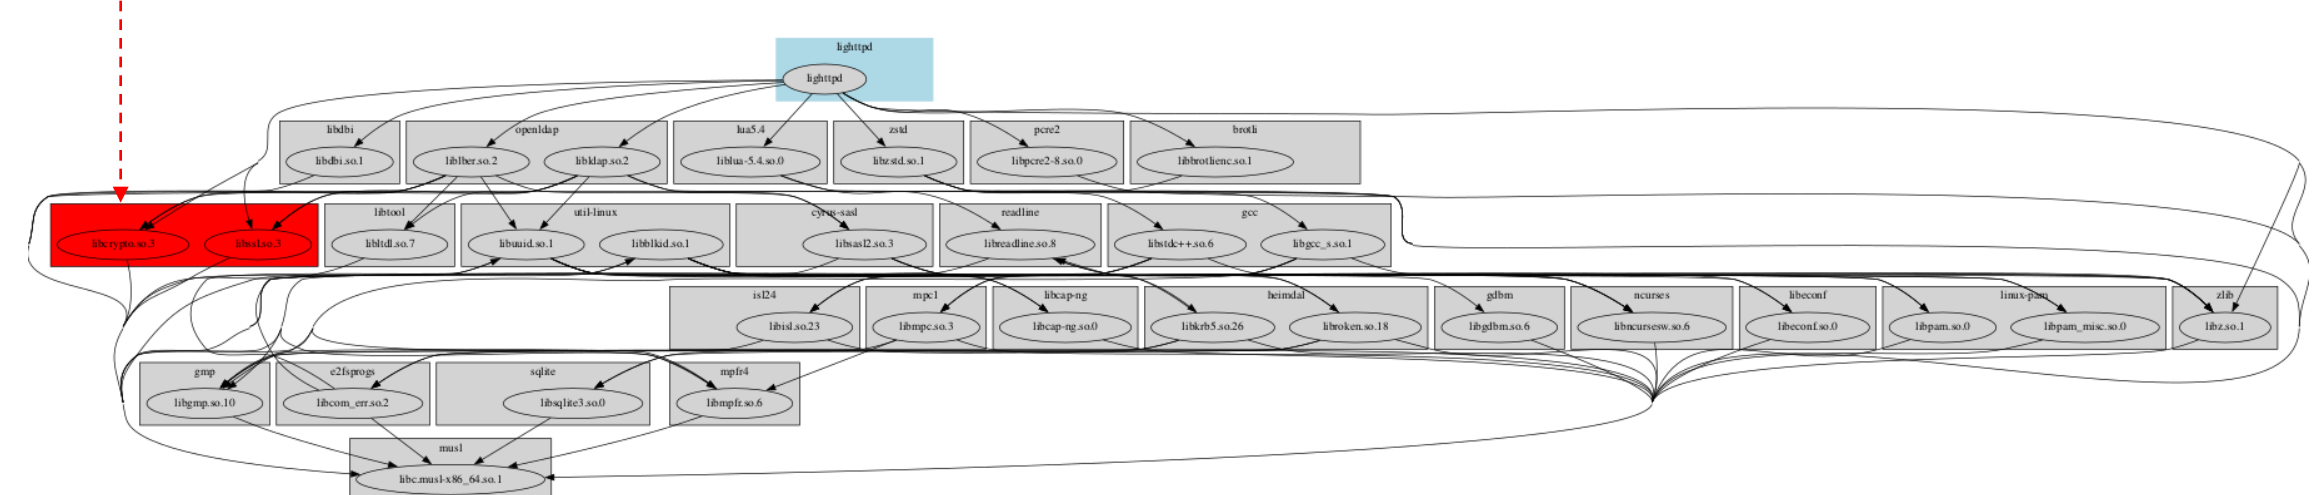 lighttpd
lighttpd
libdbi
openldap
lua5.4
zstd
pcre2
brotli
libdbi.so.1
liblber.so.2
libldap.so.2
liblua-5.4.so.0
libzstd.so.1
libpcre2-8.so.0
libbrotlienc.so.1
libtool
util-linux
cyrus-sasl
readline
gcc
libcrypto.so.3
libssl.so.3
libltdl.so.7
libuuid.so.1
libblkid.so.1
libsasl2.so.3
libreadline.so.8
libstdc++.so.6
libgcc_s.so.1
isl24
mpc1
libcap-ng
heimdal
gdbm
ncurses
libeconf
linux-pam
zlib
libisl.so.23
libmpc.so.3
libcap-ng.so.0
libkrb5.so.26
libroken.so.18
libgdbm.so.6
libncursesw.so.6
libeconf.so.0
libpam.so.0
libpam_misc.so.0
libz.so.1
gmp
e2fsprogs
sqlite
mpfr4
libgmp.so.10
libcom_err.so.2
libsqlite3.so.0
libmpfr.so.6
musl
libc.musl-x86_64.so.1